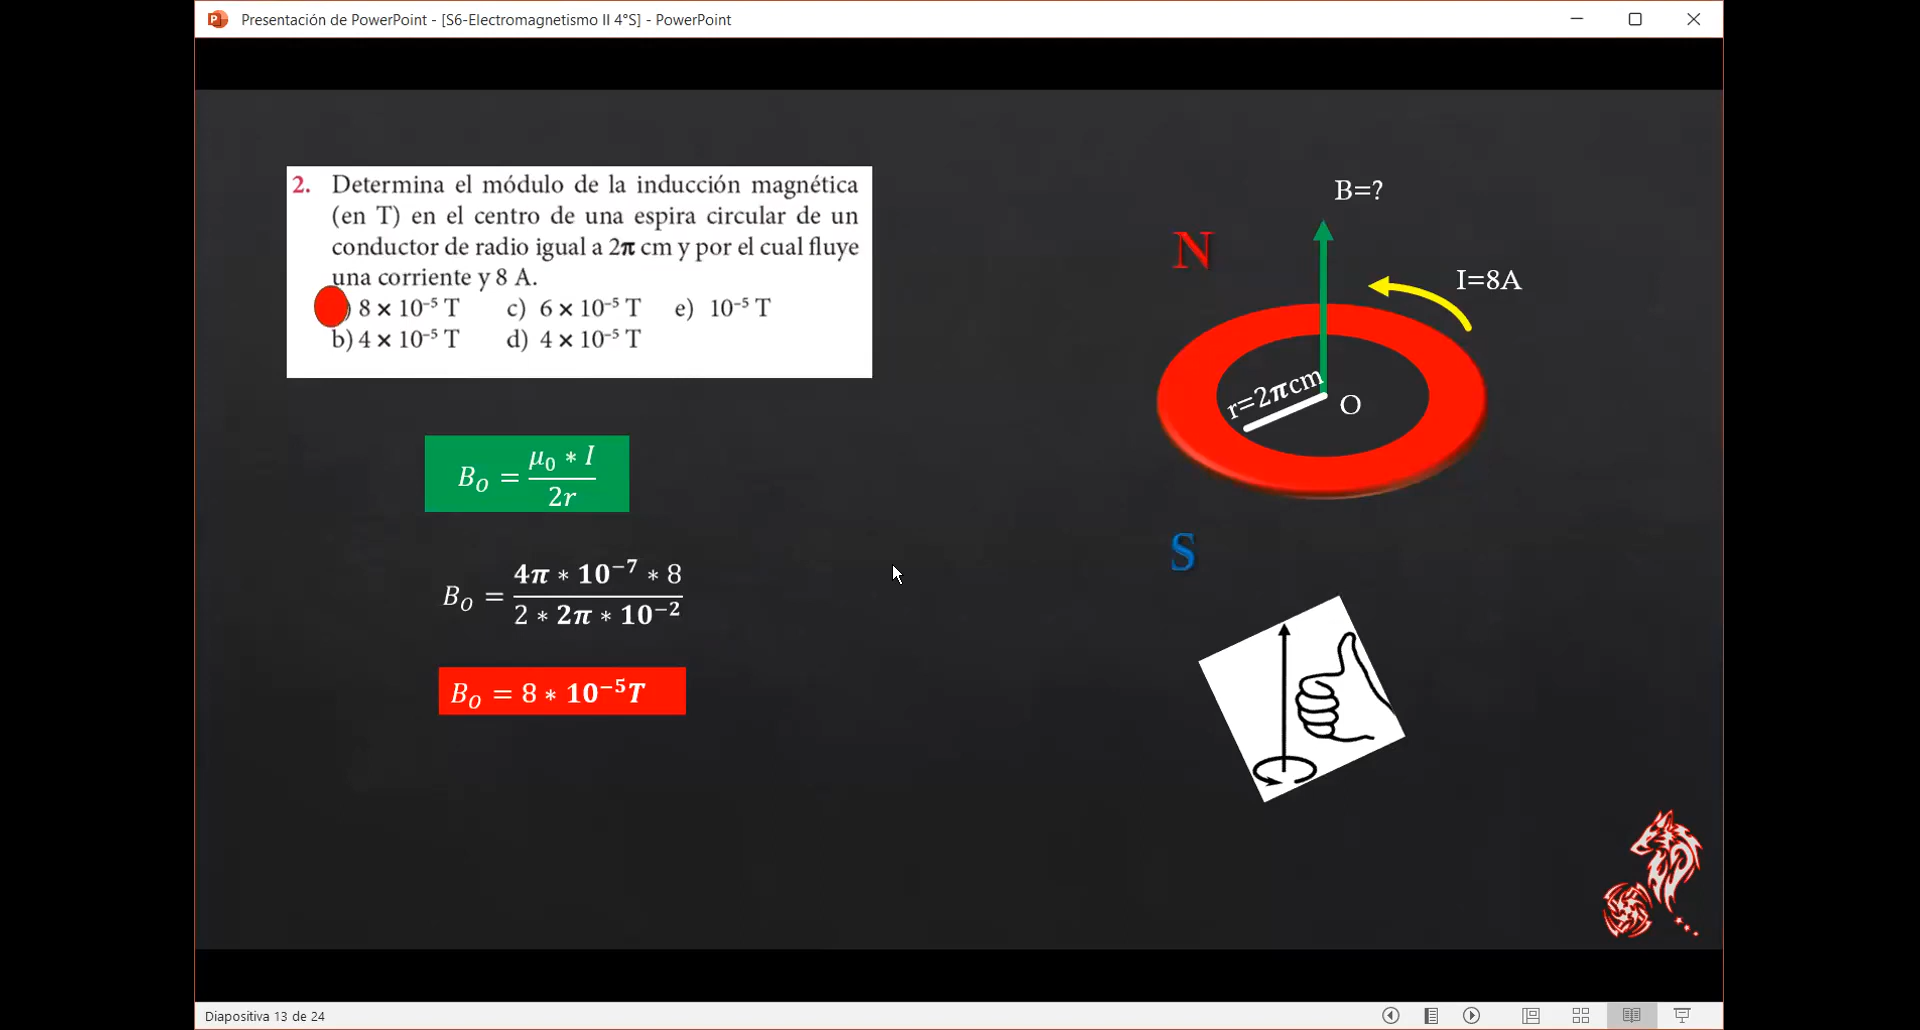 Presentación de PowerPoint - [S6-Electromagnetismo II 4°S] - PowerPoint
2. Determina el módulo de la inducción magnética
(en T) en el centro de una espira circular de un
conductor de radio igual a 2π cm y por el cual fluye
una corriente y 8 A.
) 8 × 10⁻⁵ T c) 6 × 10⁻⁵ T e) 10⁻⁵ T
b) 4 × 10⁻⁵ T d) 4 × 10⁻⁵ T
B_O = μ₀ * I / 2r
B_O = 4π * 10⁻⁷ * 8 / 2 * 2π * 10⁻²
B_O = 8 * 10⁻⁵T
B=?
N
I=8A
r=2πcm
O
S
Diapositiva 13 de 24